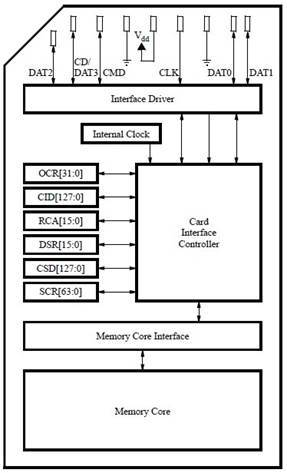 Vdd
CD/
DAT2 DAT3 CMD CLK DAT0 DAT1
Interface Driver
Internal Clock
OCR[31:0]
CID[127:0]
RCA[15:0]
DSR[15:0]
CSD[127:0]
SCR[63:0]
Card
Interface
Controller
Memory Core Interface
Memory Core